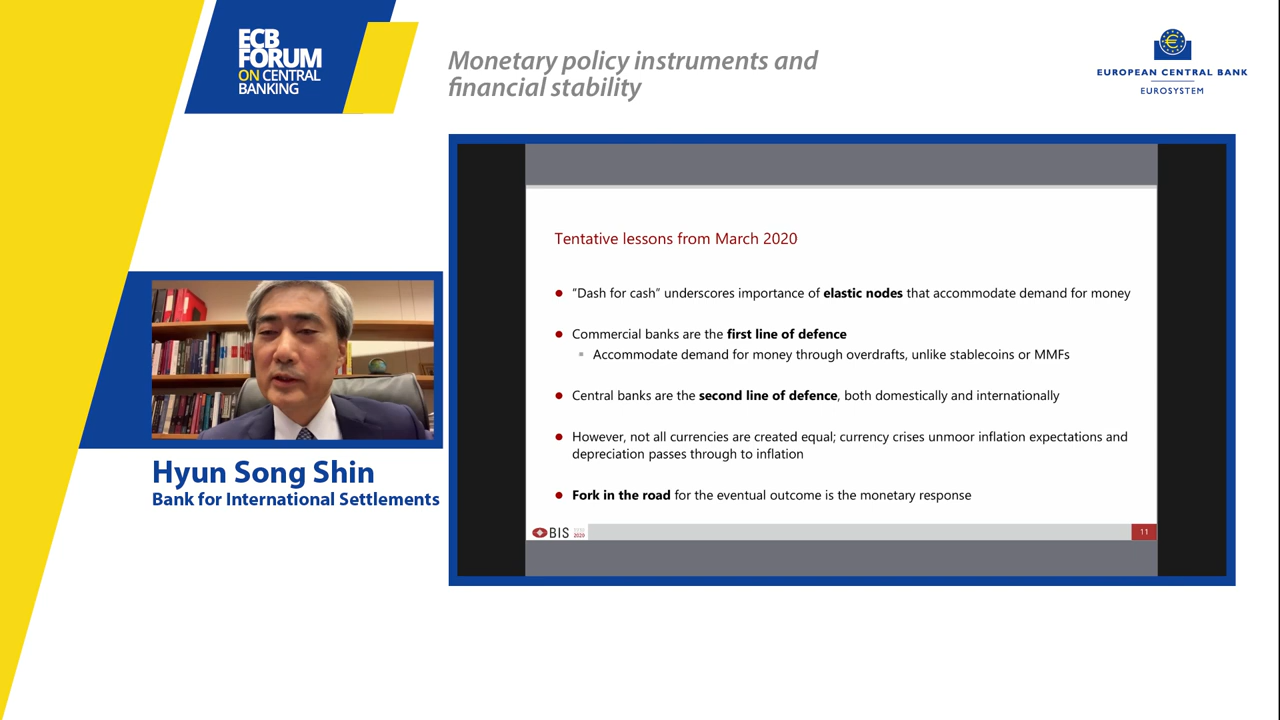 ECB
FORUM
ON CENTRAL
BANKING
Monetary policy instruments and
financial stability
EUROPEAN CENTRAL BANK
EUROSYSTEM
Tentative lessons from March 2020
"Dash for cash" underscores importance of elastic nodes that accommodate demand for money
Commercial banks are the first line of defence
Accommodate demand for money through overdrafts, unlike stablecoins or MMFs
Central banks are the second line of defence, both domestically and internationally
However, not all currencies are created equal; currency crises unmoor inflation expectations and
depreciation passes through to inflation
Fork in the road for the eventual outcome is the monetary response
BIS
2020
11
Hyun Song Shin
Bank for International Settlements